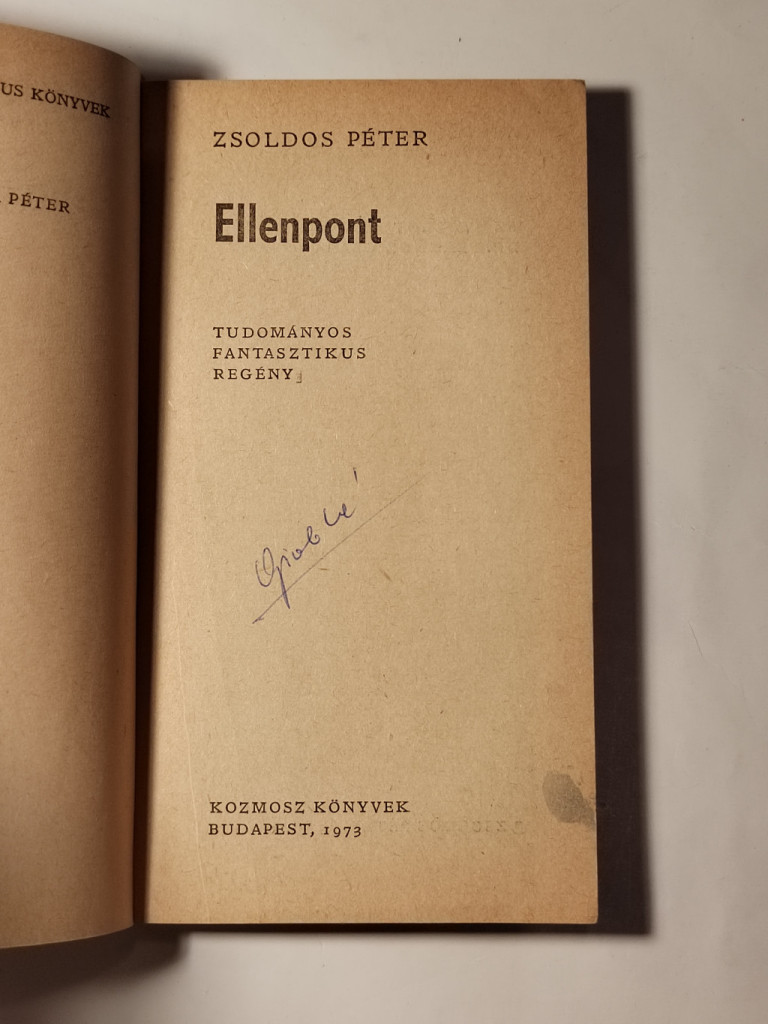 US KÖNYVEK
PÉTER
ZSOLDOS PÉTER
Ellenpont
TUDOMÁNYOS
FANTASZTIKUS
REGÉNY
KOZMOSZ KÖNYVEK
BUDAPEST, 1973